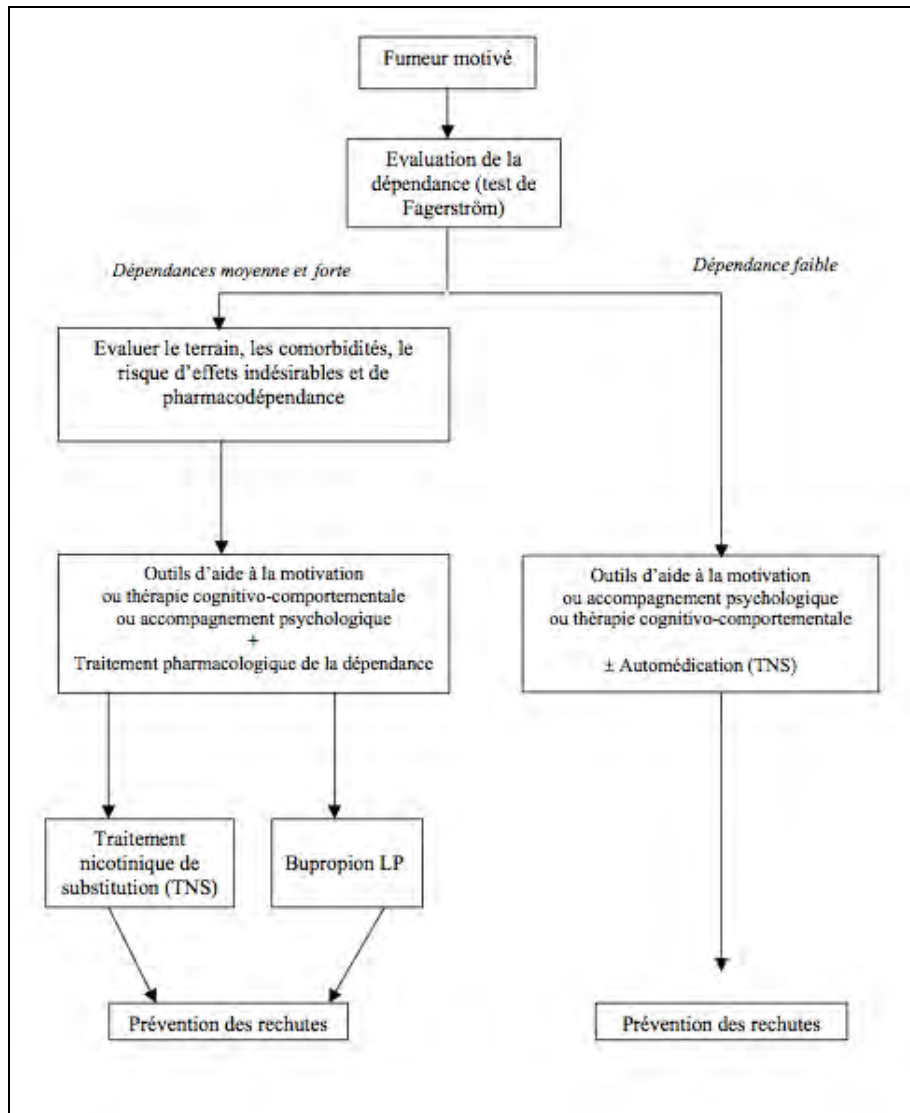 Fumeur motivé
Evaluation de la
dépendance (test de
Fagerström)
Dépendances moyenne et forte
Dépendance faible
Evaluer le terrain, les comorbidités, le
risque d'effets indésirables et de
pharmacodépendance
Outils d'aide à la motivation
ou thérapie cognitivo-comportementale
ou accompagnement psychologique
+
Traitement pharmacologique de la dépendance
Outils d'aide à la motivation
ou accompagnement psychologique
ou thérapie cognitivo-comportementale
± Automédication (TNS)
Traitement
nicotinique de
substitution (TNS)
Bupropion LP
Prévention des rechutes
Prévention des rechutes